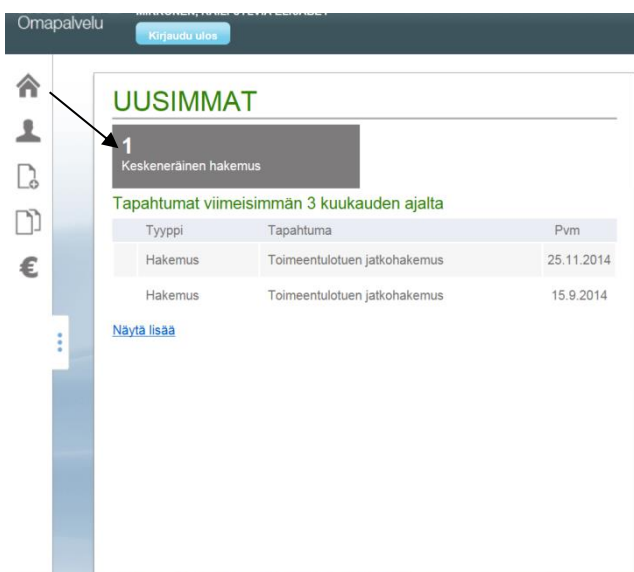 Omapalvelu
Kirjaudu ulos
UUSIMMAT
1
Keskeneräinen hakemus
Tapahtumat viimeisimmän 3 kuukauden ajalta
Tyyppi Tapahtuma Pvm
Hakemus Toimeentulotuen jatkohakemus 25.11.2014
Hakemus Toimeentulotuen jatkohakemus 15.9.2014
Näytä lisää